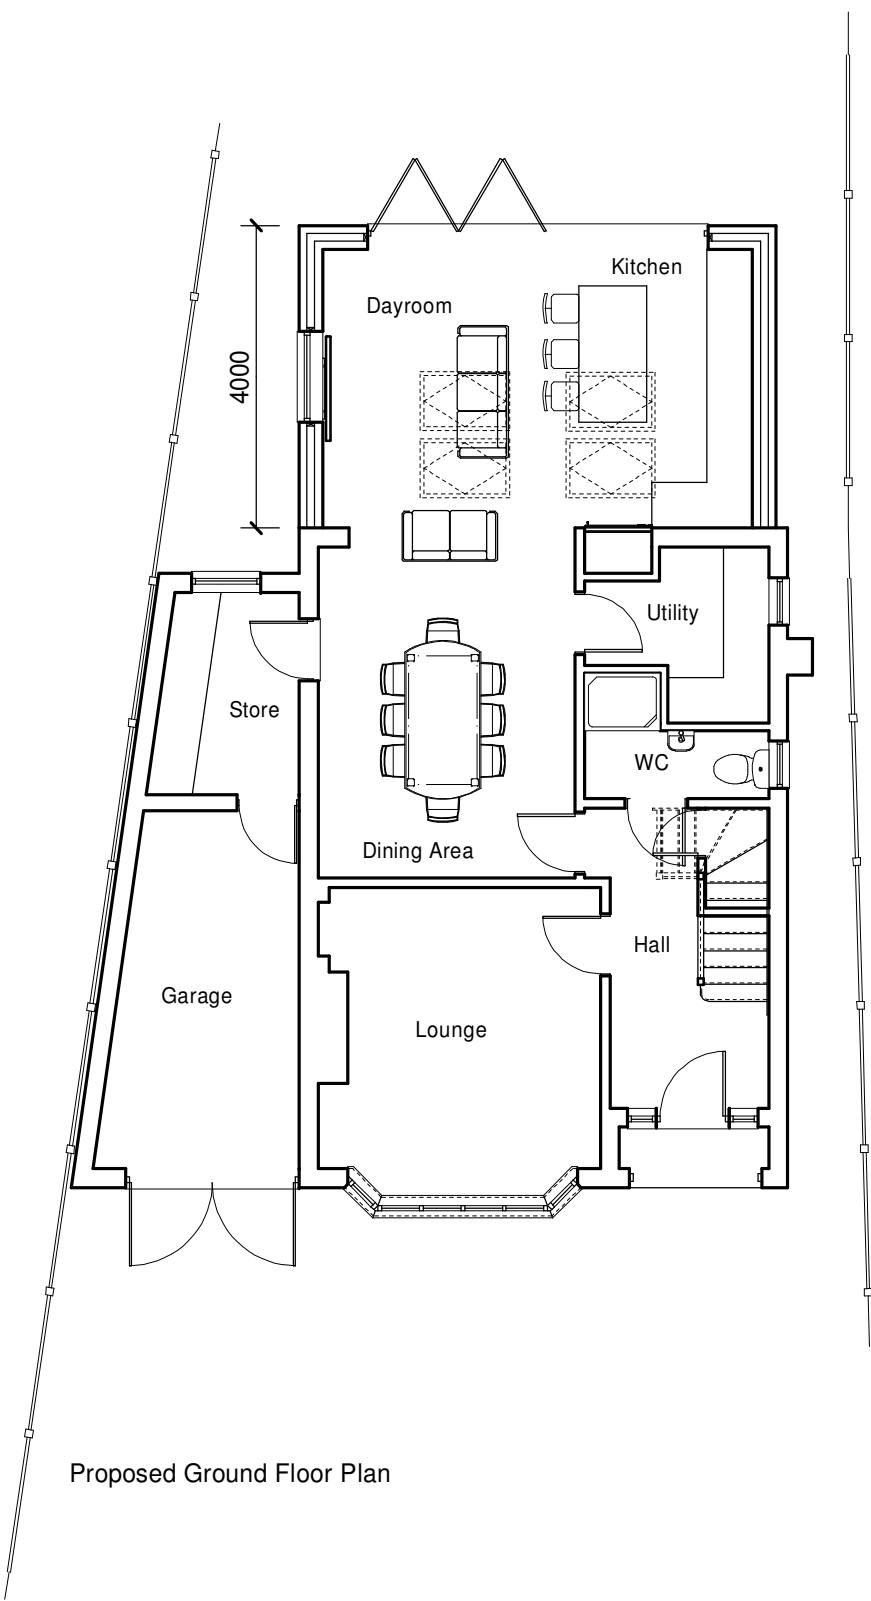 Kitchen
Dayroom
4000
Utility
Store
WC
Dining Area
Hall
Garage
Lounge
Proposed Ground Floor Plan